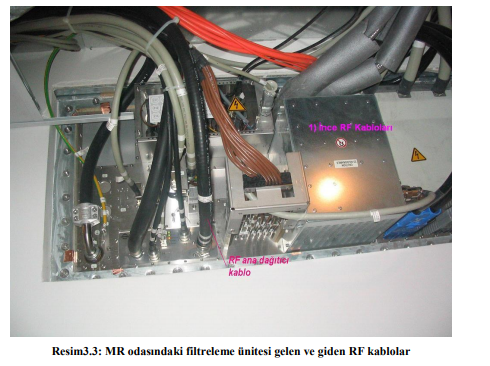 1) İnce RF Kabloları
RF ana dağıtıcı
kablo
Resim3.3: MR odasındaki filtreleme ünitesi gelen ve giden RF kablolar